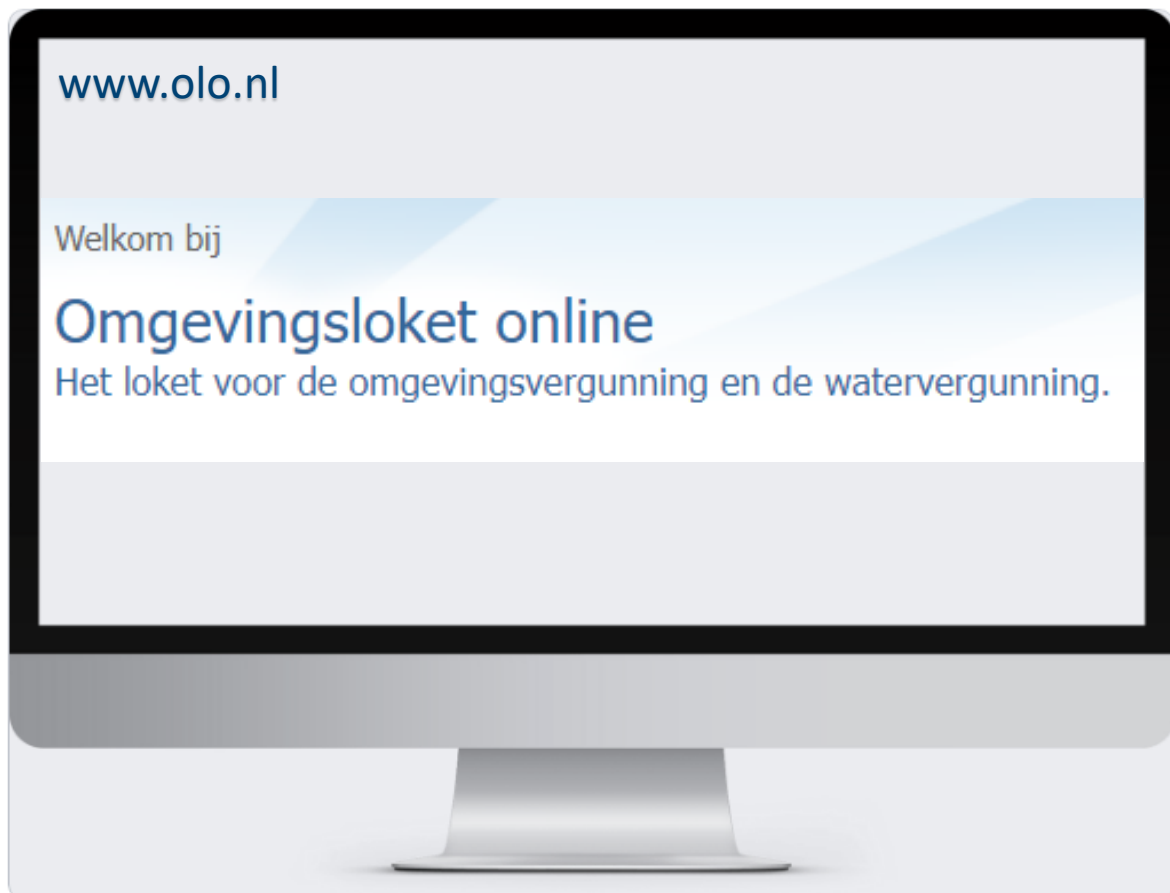 www.olo.nl
Welkom bij
Omgevingsloket online
Het loket voor de omgevingsvergunning en de watervergunning.